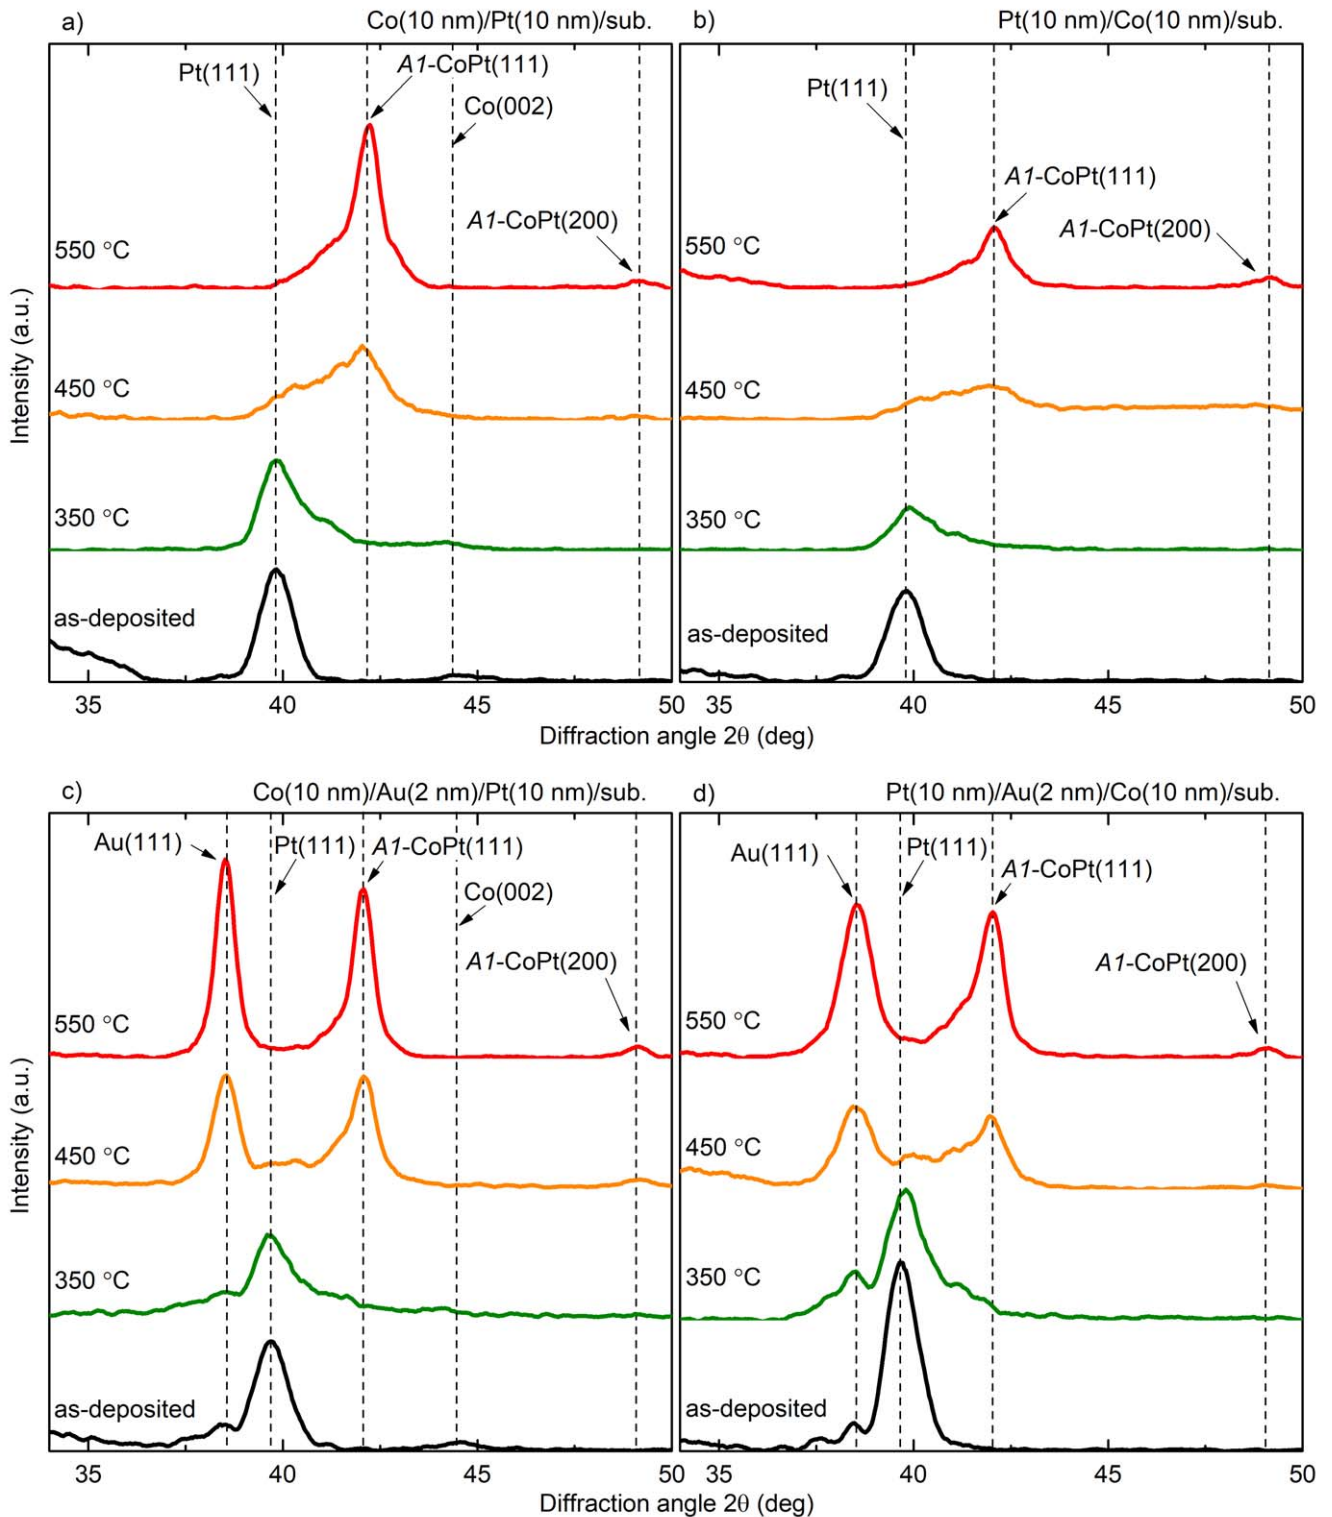 a) Co(10 nm)/Pt(10 nm)/sub.
Pt(111)
A1-CoPt(111)
Co(002)
A1-CoPt(200)
550 °C
450 °C
350 °C
as-deposited
Intensity (a.u.)
35 40 45 50
b) Pt(10 nm)/Co(10 nm)/sub.
Pt(111)
A1-CoPt(111)
A1-CoPt(200)
550 °C
450 °C
350 °C
as-deposited
35 40 45 50
Diffraction angle 2θ (deg)
c) Co(10 nm)/Au(2 nm)/Pt(10 nm)/sub.
Au(111)
Pt(111)
A1-CoPt(111)
Co(002)
A1-CoPt(200)
550 °C
450 °C
350 °C
as-deposited
Intensity (a.u.)
35 40 45 50
d) Pt(10 nm)/Au(2 nm)/Co(10 nm)/sub.
Au(111)
Pt(111)
A1-CoPt(111)
A1-CoPt(200)
550 °C
450 °C
350 °C
as-deposited
35 40 45 50
Diffraction angle 2θ (deg)